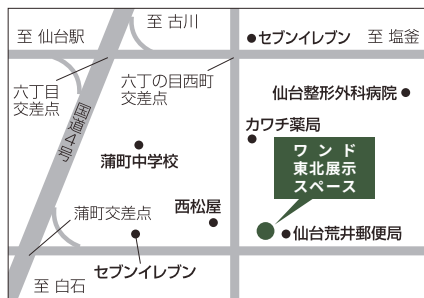 至 仙台駅
至 古川
セブンイレブン
至 塩釜
六丁目
交差点
六丁の目西町
交差点
仙台整形外科病院
国道4号
カワチ薬局
蒲町中学校
ワンド
東北展示
スペース
西松屋
蒲町交差点
仙台荒井郵便局
セブンイレブン
至 白石